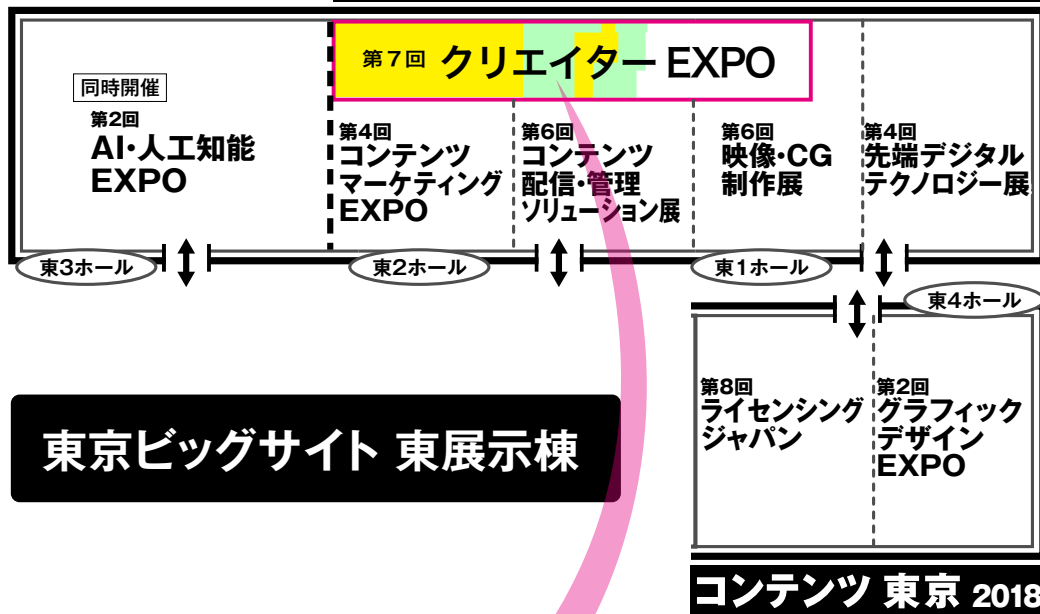 第7回 クリエイター EXPO
同時開催
第2回
AI・人工知能
EXPO
第4回
コンテンツ
マーケティング
EXPO
第6回
コンテンツ
配信・管理
ソリューション展
第6回
映像・CG
制作展
第4回
先端デジタル
テクノロジー展
東3ホール
東2ホール
東1ホール
東4ホール
第8回
ライセンシング
ジャパン
第2回
グラフィック
デザイン
EXPO
東京ビッグサイト 東展示棟
コンテンツ 東京 2018